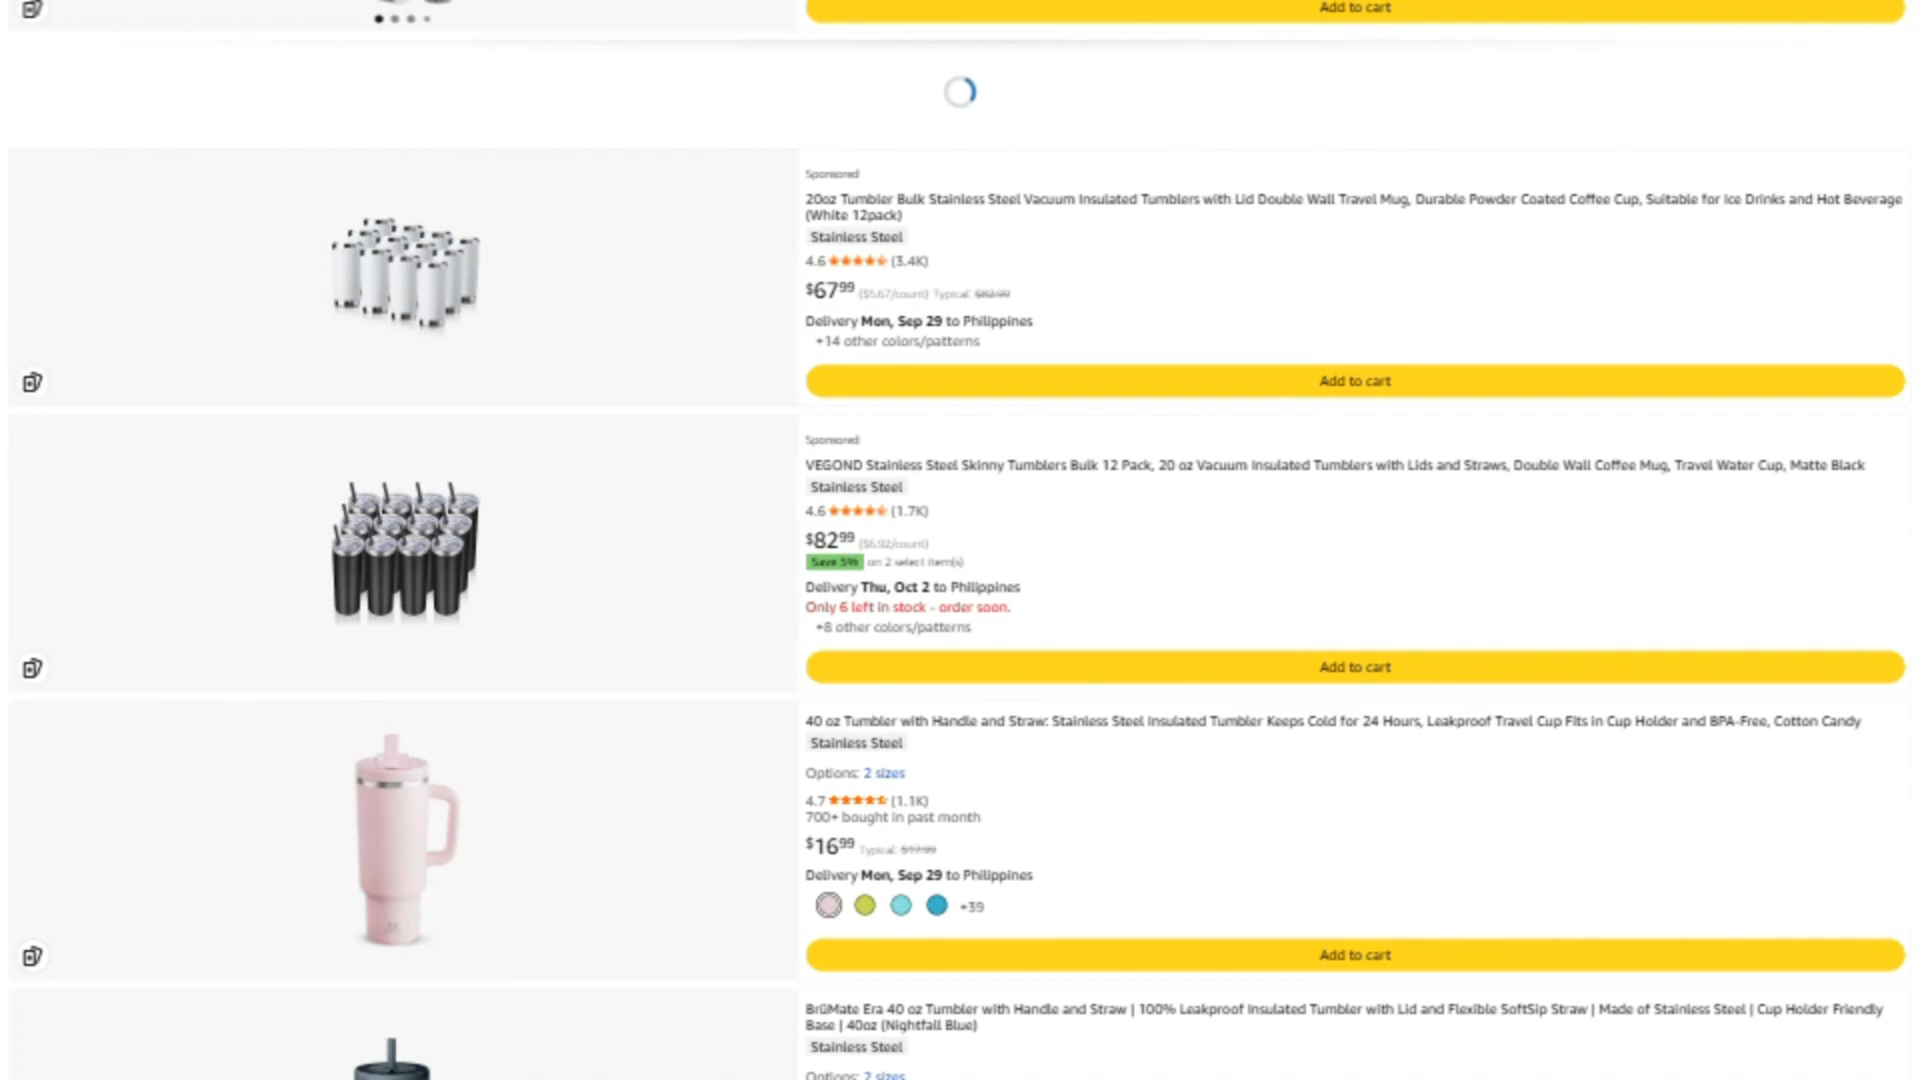 Add to cart
Sponsored
20oz Tumbler Bulk Stainless Steel Vacuum Insulated Tumblers with Lid Double Wall Travel Mug, Durable Powder Coated Coffee Cup, Suitable for Ice Drinks and Hot Beverage
(White 12pack)
Stainless Steel
4.6 (3.4K)
$67.99 ($5.67/count) Typical: $82.99
Delivery Mon, Sep 29 to Philippines
+14 other colors/patterns
Add to cart
Sponsored
VEGOND Stainless Steel Skinny Tumblers Bulk 12 Pack, 20 oz Vacuum Insulated Tumblers with Lids and Straws, Double Wall Coffee Mug, Travel Water Cup, Matte Black
Stainless Steel
4.6 (1.7K)
$82.99 ($6.92/count)
Save 5% on 2 select item(s)
Delivery Thu, Oct 2 to Philippines
Only 6 left in stock - order soon.
+8 other colors/patterns
Add to cart
40 oz Tumbler with Handle and Straw: Stainless Steel Insulated Tumbler Keeps Cold for 24 Hours, Leakproof Travel Cup Fits in Cup Holder and BPA-Free, Cotton Candy
Stainless Steel
Options: 2 sizes
4.7 (1.1K)
700+ bought in past month
$16.99 Typical: $17.99
Delivery Mon, Sep 29 to Philippines
+39
Add to cart
BrüMate Era 40 oz Tumbler with Handle and Straw | 100% Leakproof Insulated Tumbler with Lid and Flexible SoftSip Straw | Made of Stainless Steel | Cup Holder Friendly
Base | 40oz (Nightfall Blue)
Stainless Steel
Options: 2 sizes